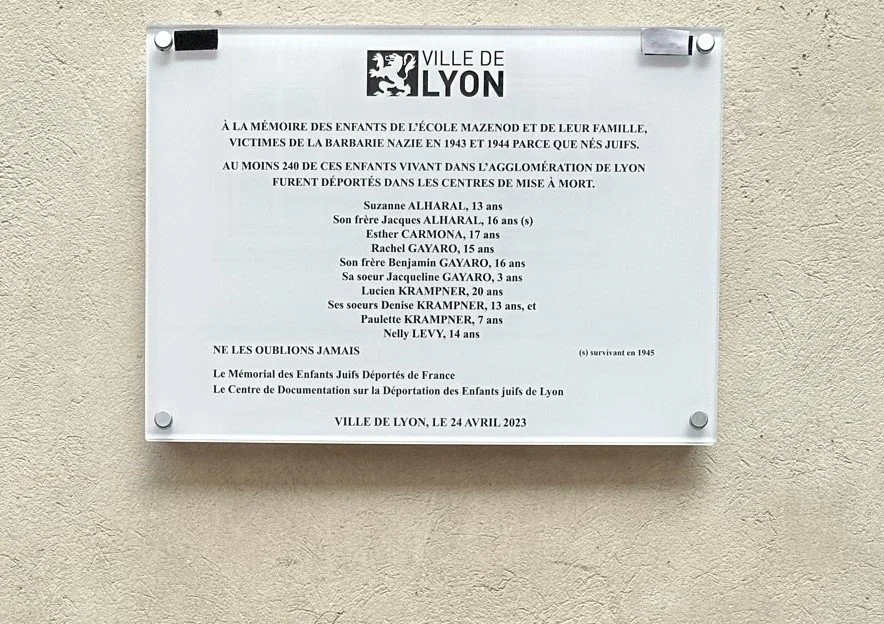 VILLE DE
LYON
À LA MÉMOIRE DES ENFANTS DE L'ÉCOLE MAZENOD ET DE LEUR FAMILLE,
VICTIMES DE LA BARBARIE NAZIE EN 1943 ET 1944 PARCE QUE NÉS JUIFS.
AU MOINS 240 DE CES ENFANTS VIVANT DANS L'AGGLOMÉRATION DE LYON
FURENT DÉPORTÉS DANS LES CENTRES DE MISE À MORT.
Suzanne ALHARAL, 13 ans
Son frère Jacques ALHARAL, 16 ans (s)
Esther CARMONA, 17 ans
Rachel GAYARO, 15 ans
Son frère Benjamin GAYARO, 16 ans
Sa soeur Jacqueline GAYARO, 3 ans
Lucien KRAMPNER, 20 ans
Ses soeurs Denise KRAMPNER, 13 ans, et
Paulette KRAMPNER, 7 ans
Nelly LEVY, 14 ans
NE LES OUBLIONS JAMAIS
(s) survivant en 1945
Le Mémorial des Enfants Juifs Déportés de France
Le Centre de Documentation sur la Déportation des Enfants juifs de Lyon
VILLE DE LYON, LE 24 AVRIL 2023